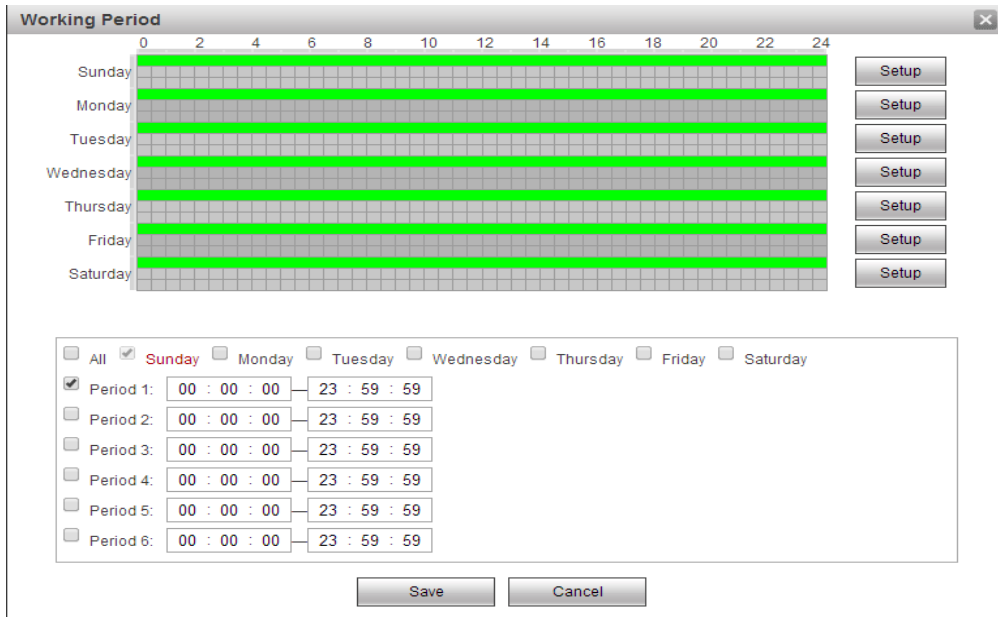 Working Period
0 2 4 6 8 10 12 14 16 18 20 22 24
Sunday Setup
Monday Setup
Tuesday Setup
Wednesday Setup
Thursday Setup
Friday Setup
Saturday Setup
All Sunday Monday Tuesday Wednesday Thursday Friday Saturday
Period 1: 00 : 00 : 00 — 23 : 59 : 59
Period 2: 00 : 00 : 00 — 23 : 59 : 59
Period 3: 00 : 00 : 00 — 23 : 59 : 59
Period 4: 00 : 00 : 00 — 23 : 59 : 59
Period 5: 00 : 00 : 00 — 23 : 59 : 59
Period 6: 00 : 00 : 00 — 23 : 59 : 59
Save Cancel